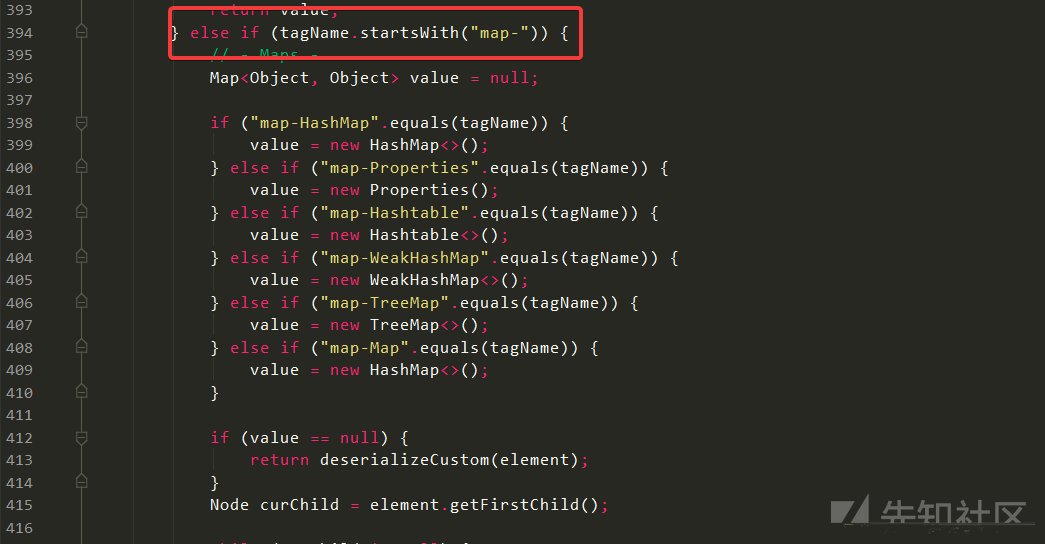 393 return value;
394 } else if (tagName.startsWith("map-")) {
395 // - Maps -
396 Map<Object, Object> value = null;
397
398 if ("map-HashMap".equals(tagName)) {
399 value = new HashMap<>();
400 } else if ("map-Properties".equals(tagName)) {
401 value = new Properties();
402 } else if ("map-Hashtable".equals(tagName)) {
403 value = new Hashtable<>();
404 } else if ("map-WeakHashMap".equals(tagName)) {
405 value = new WeakHashMap<>();
406 } else if ("map-TreeMap".equals(tagName)) {
407 value = new TreeMap<>();
408 } else if ("map-Map".equals(tagName)) {
409 value = new HashMap<>();
410 }
411
412 if (value == null) {
413 return deserializeCustom(element);
414 }
415 Node curChild = element.getFirstChild();
416
先知社区